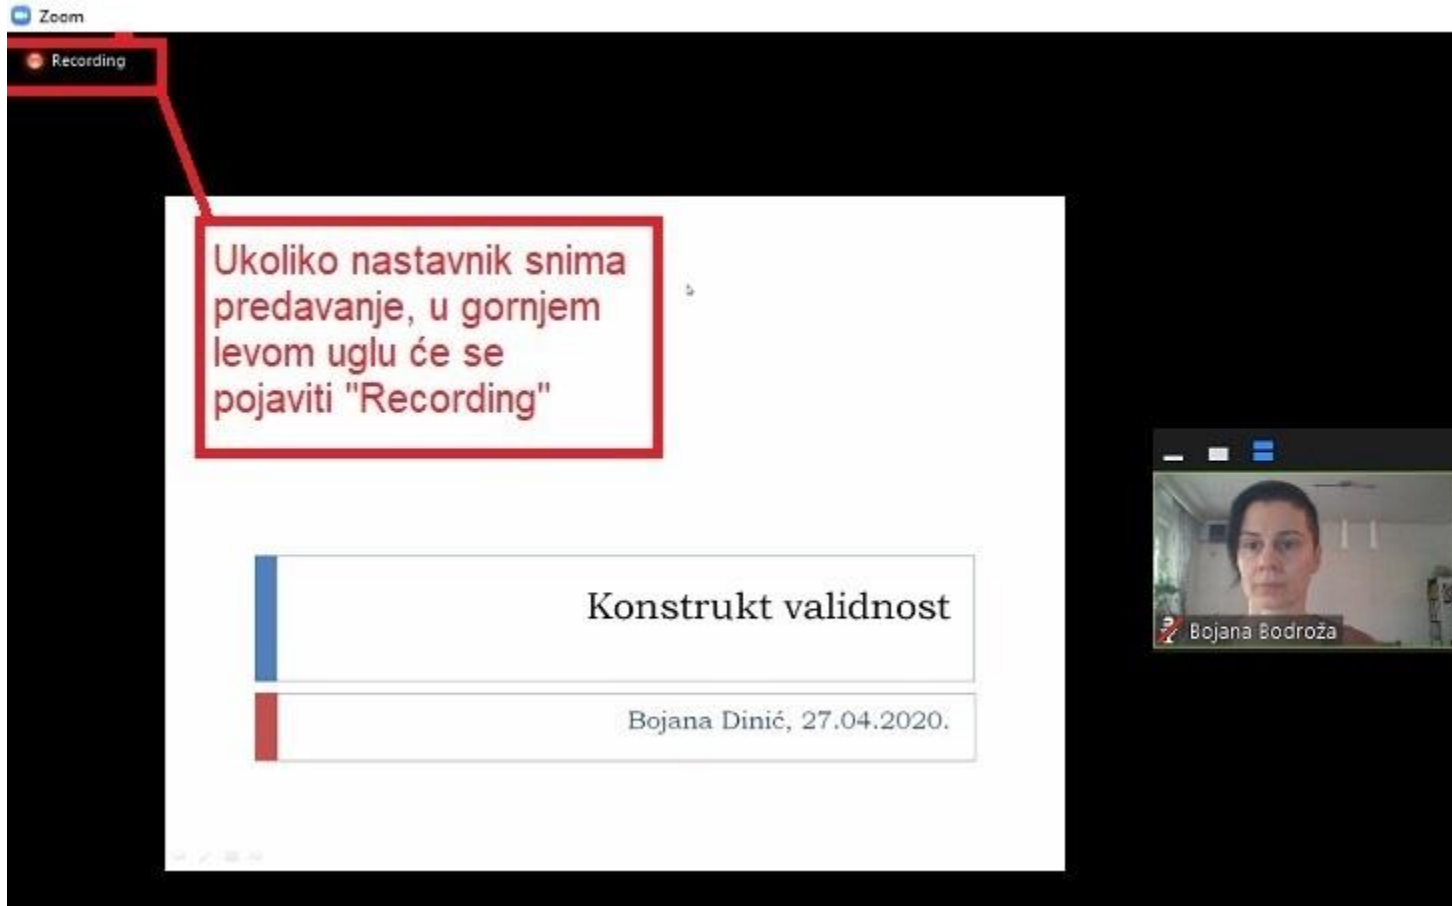 Zoom
Recording
Ukoliko nastavnik snima
predavanje, u gornjem
levom uglu će se
pojaviti "Recording"
Konstrukt validnost
Bojana Dinić, 27.04.2020.
Bojana Bodroža